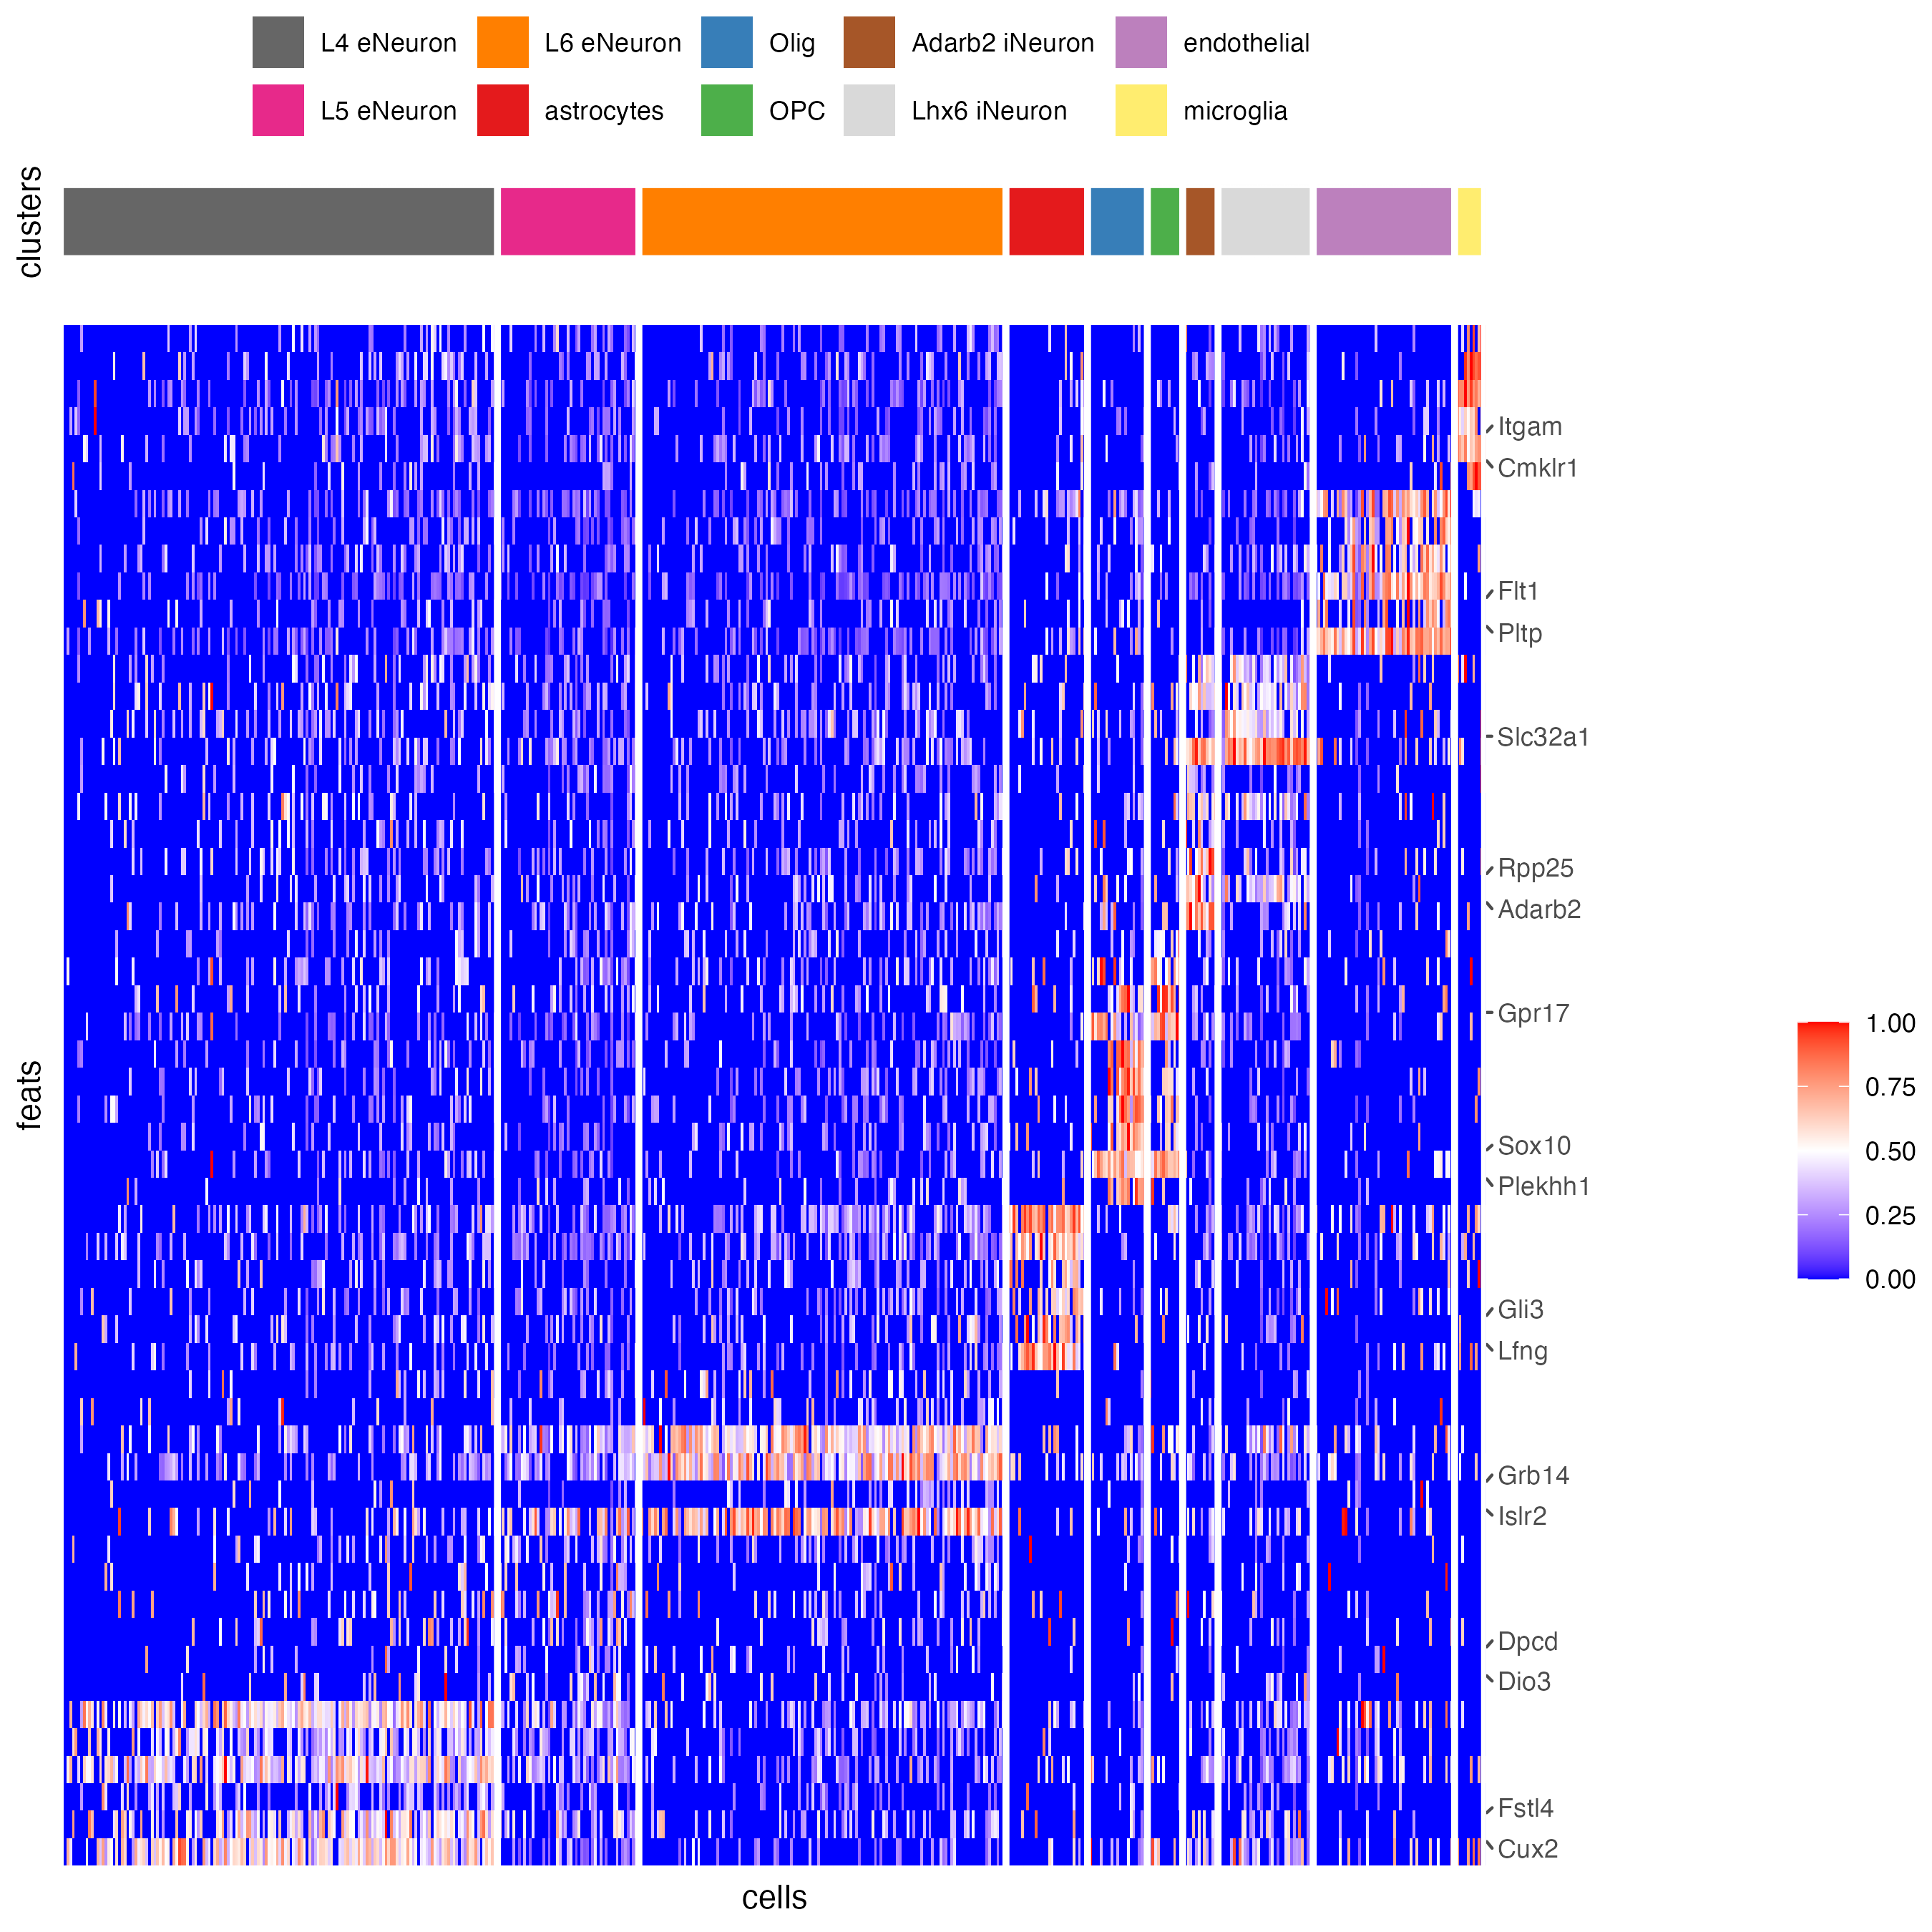 L4 eNeuron L6 eNeuron Olig Adarb2 iNeuron endothelial
L5 eNeuron astrocytes OPC Lhx6 iNeuron microglia
clusters
Itgam
Cmklr1
Flt1
Pltp
Slc32a1
Rpp25
Adarb2
Gpr17
Sox10
Plekhh1
Gli3
Lfng
Grb14
Islr2
Dpcd
Dio3
Fstl4
Cux2
feats
cells
1.00
0.75
0.50
0.25
0.00